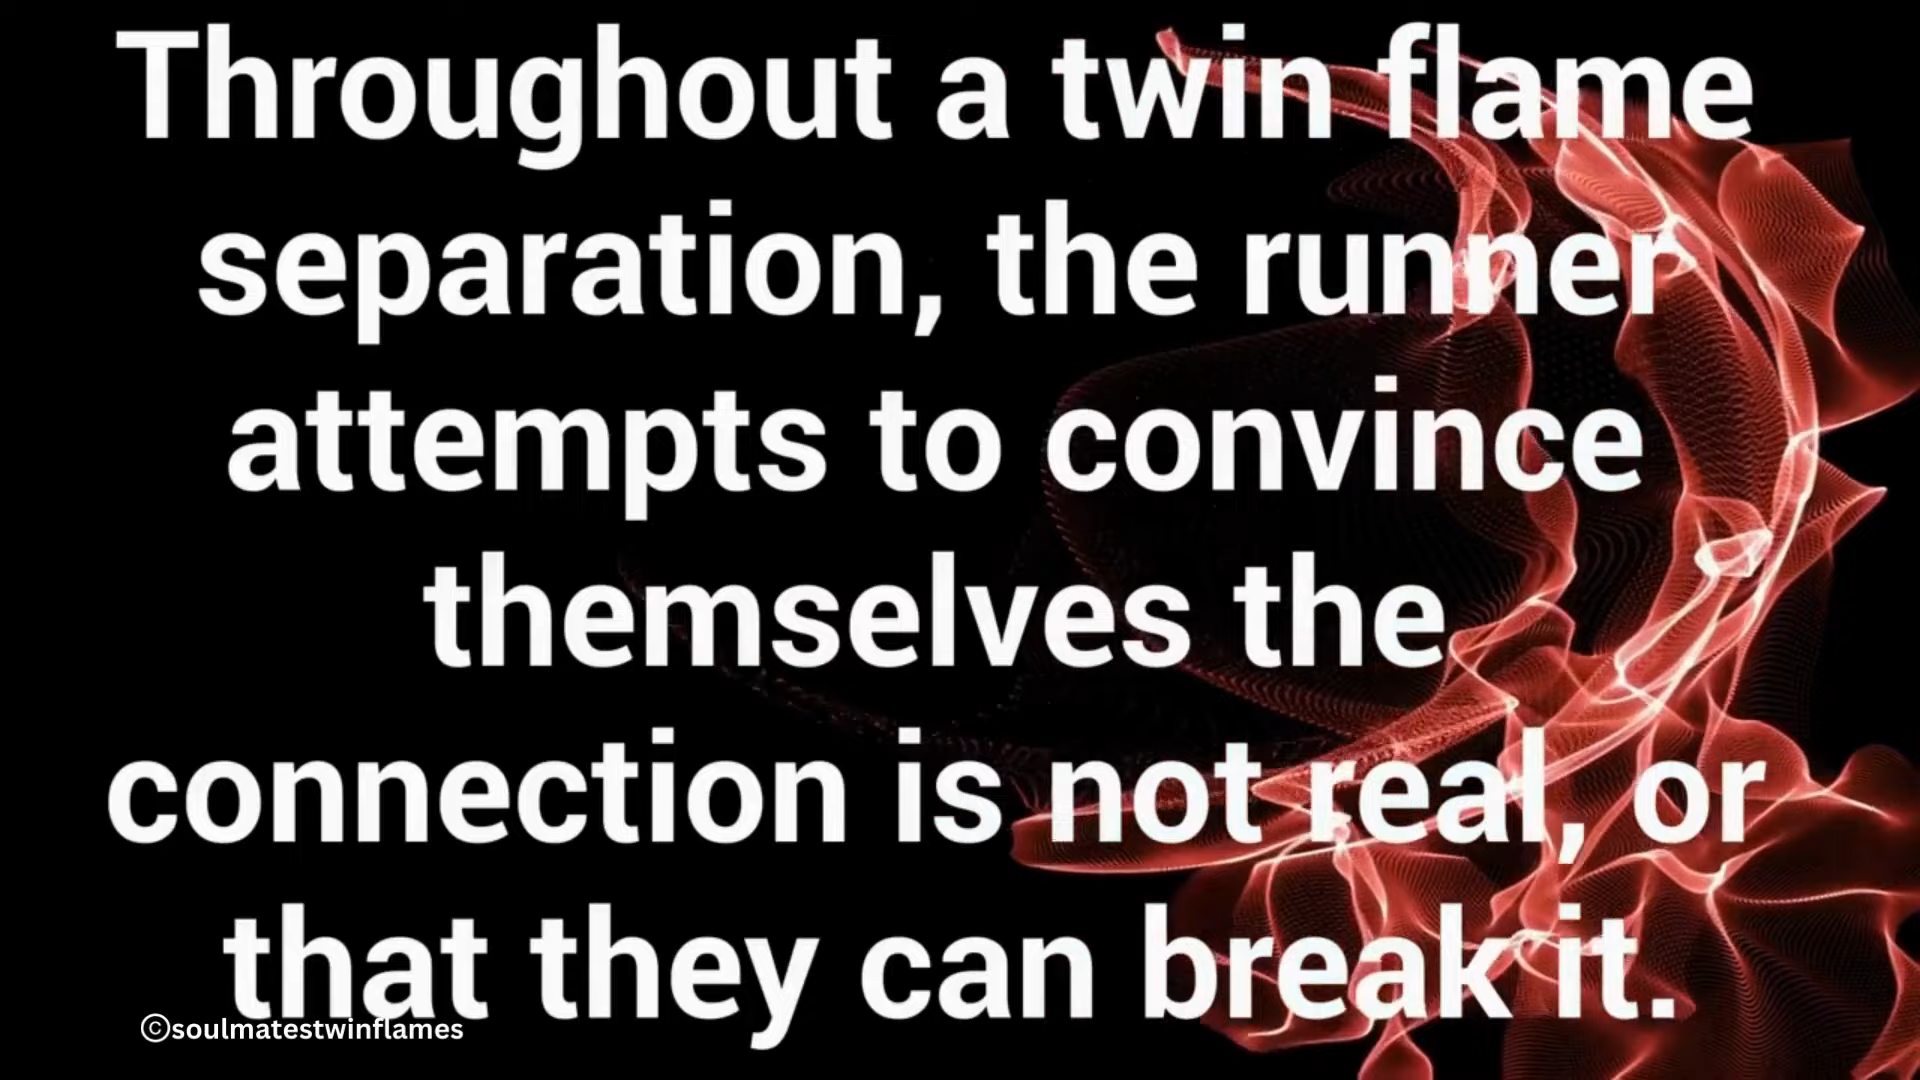 Throughout a twin flame
separation, the runner
attempts to convince
themselves the
connection is not real, or
that they can break it.
©soulmatestwinflames